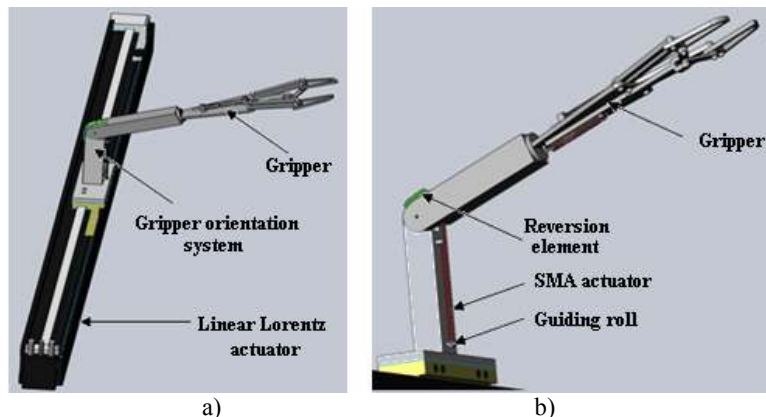 Gripper
Gripper orientation
system
Linear Lorentz
actuator
a)
Gripper
Reversion
element
SMA actuator
Guiding roll
b)